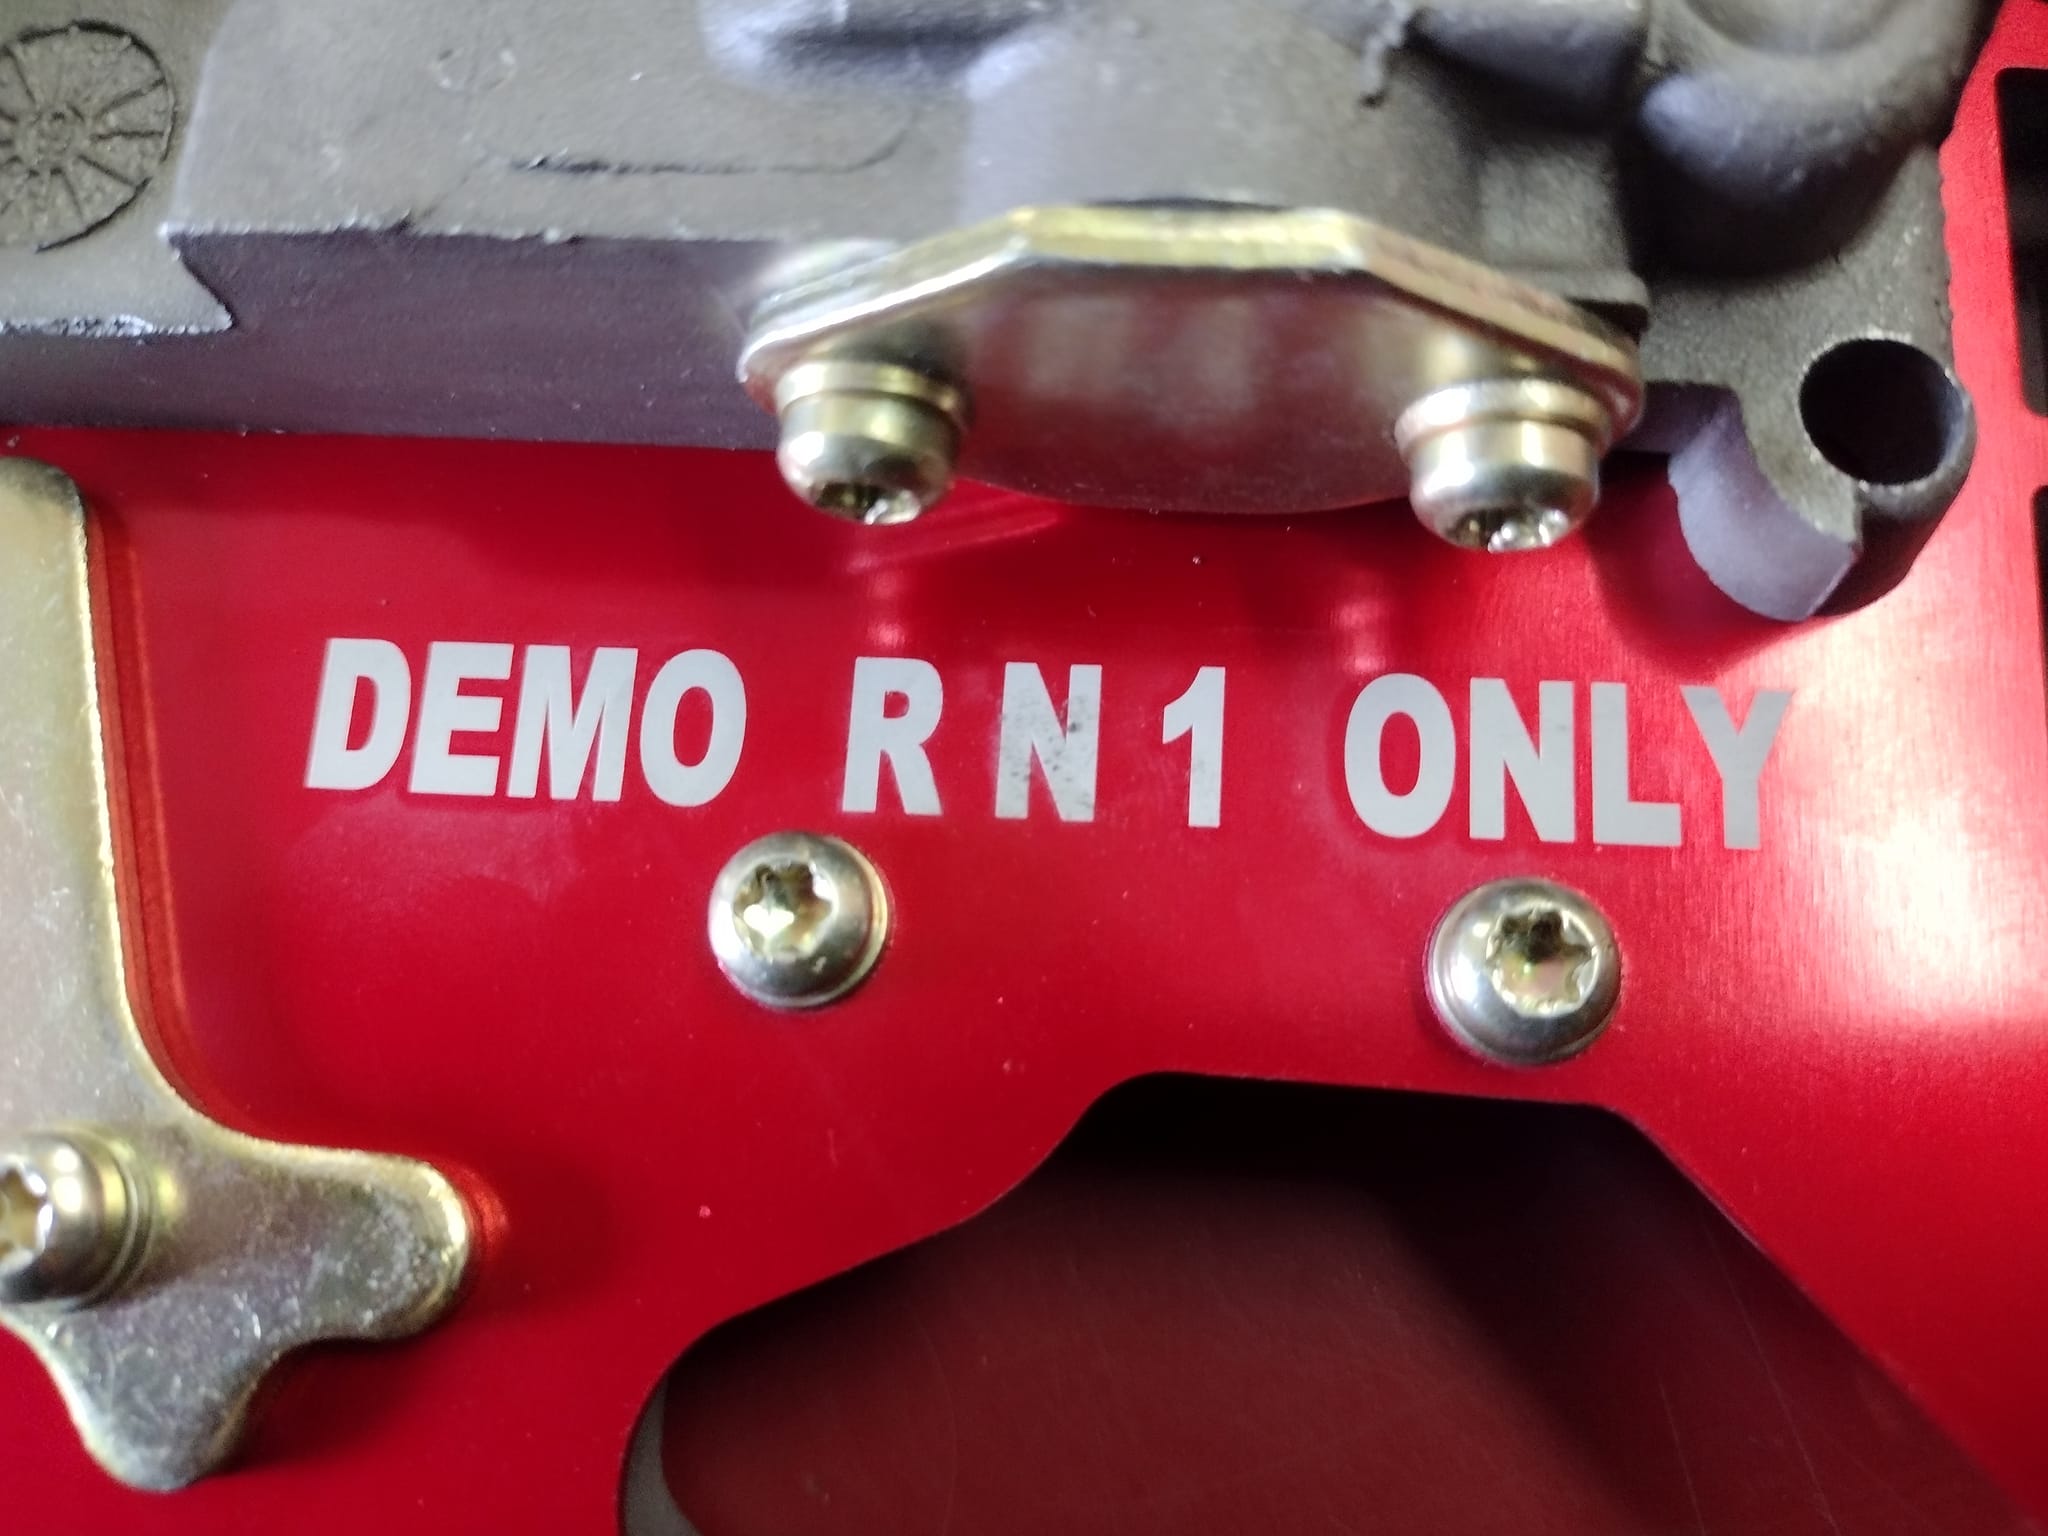 DEMO R N 1 ONLY